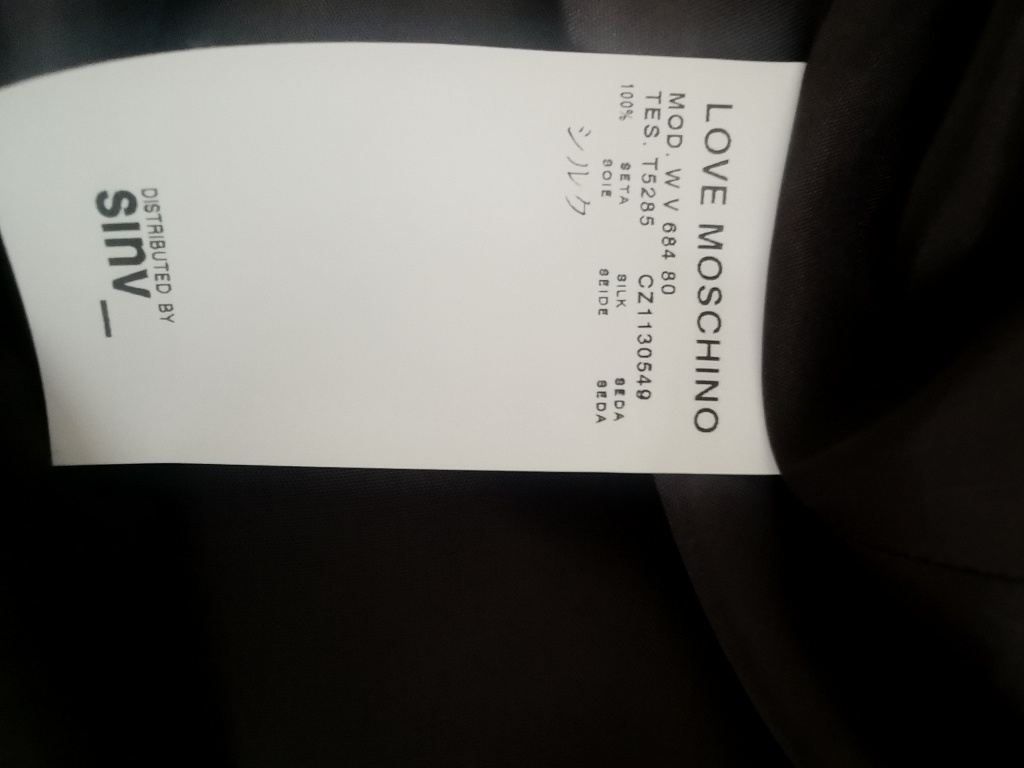 LOVE MOSCHINO
MOD. W V 684 80
TES. T5285 CZ1130549
100% SETA SILK SEDA
SOIE SEIDE SEDA
シルク
DISTRIBUTED BY
sinv_